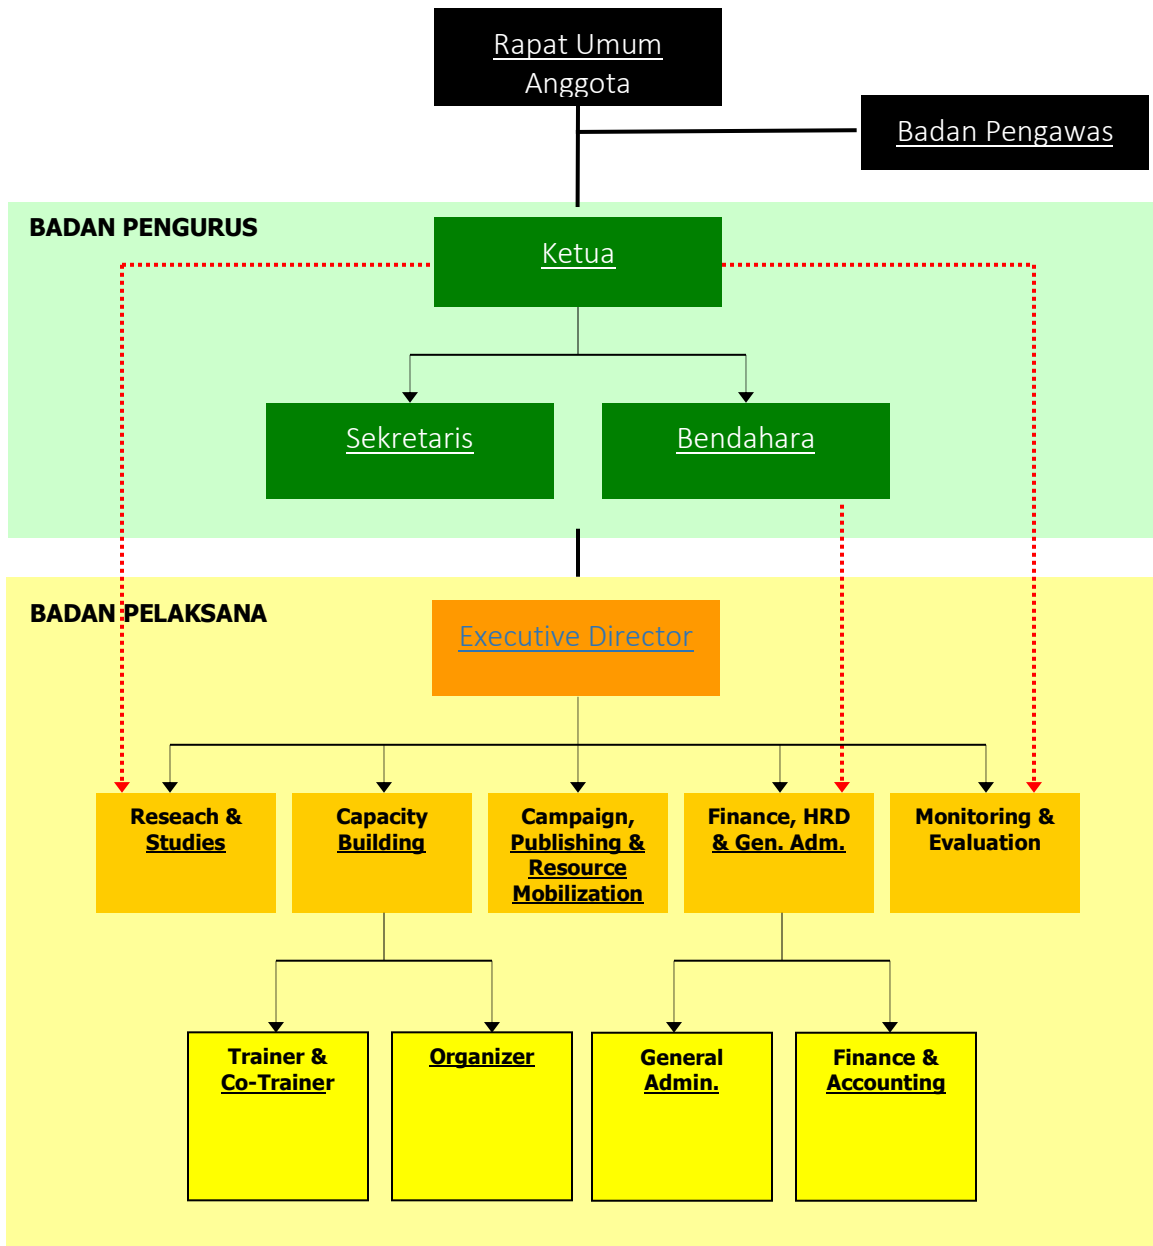 Rapat Umum
Anggota
Badan Pengawas
BADAN PENGURUS
Ketua
Sekretaris
Bendahara
BADAN PELAKSANA
Executive Director
Reseach &
Studies
Capacity
Building
Campaign,
Publishing &
Resource
Mobilization
Finance, HRD
& Gen. Adm.
Monitoring &
Evaluation
Trainer &
Co-Trainer
Organizer
General
Admin.
Finance &
Accounting